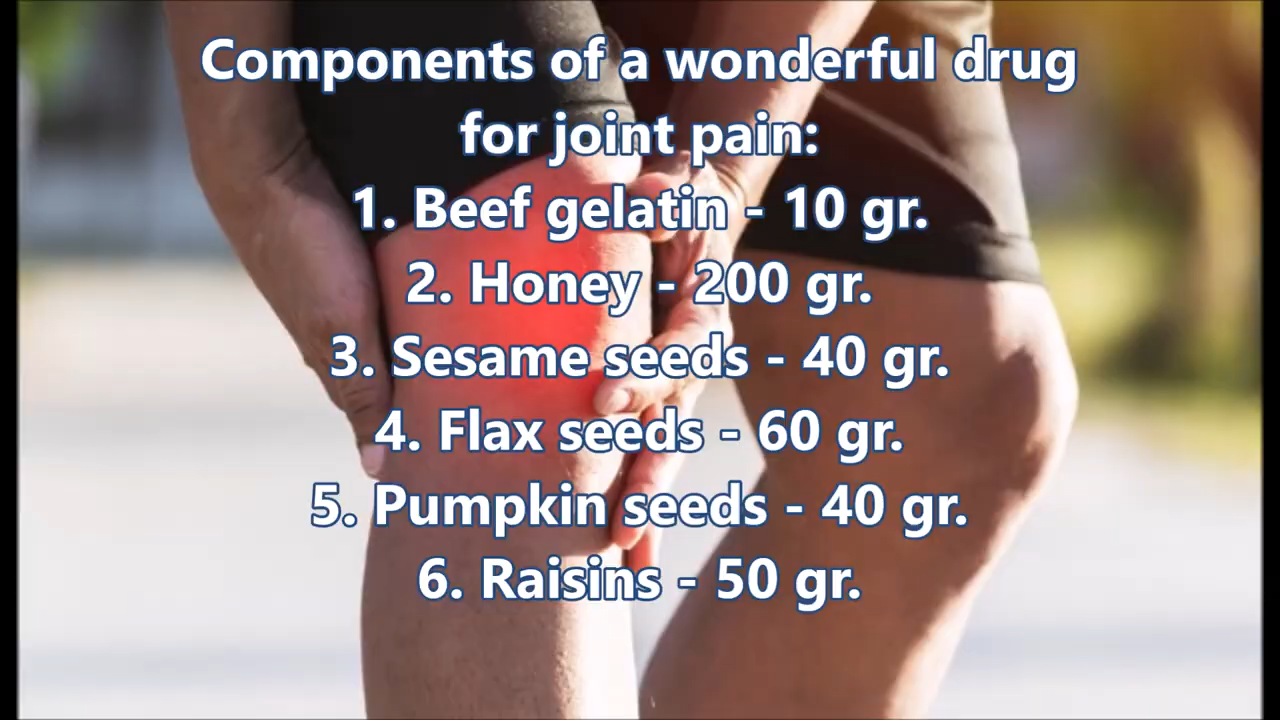 Components of a wonderful drug
for joint pain:
1. Beef gelatin - 10 gr.
2. Honey - 200 gr.
3. Sesame seeds - 40 gr.
4. Flax seeds - 60 gr.
5. Pumpkin seeds - 40 gr.
6. Raisins - 50 gr.